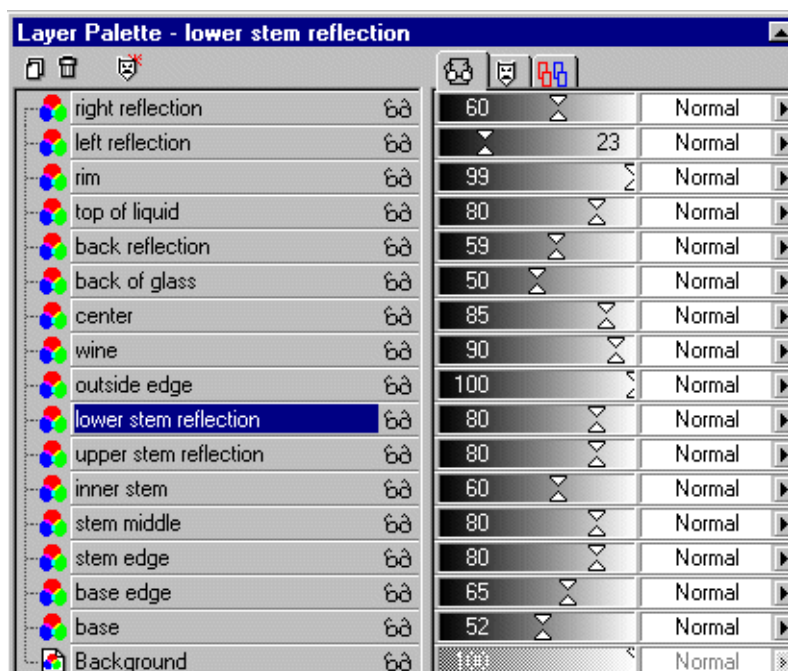 Layer Palette - lower stem reflection
right reflection 60 Normal
left reflection 23 Normal
rim 99 Normal
top of liquid 80 Normal
back reflection 59 Normal
back of glass 50 Normal
center 85 Normal
wine 90 Normal
outside edge 100 Normal
lower stem reflection 80 Normal
upper stem reflection 80 Normal
inner stem 60 Normal
stem middle 80 Normal
stem edge 80 Normal
base edge 65 Normal
base 52 Normal
Background 100 Normal